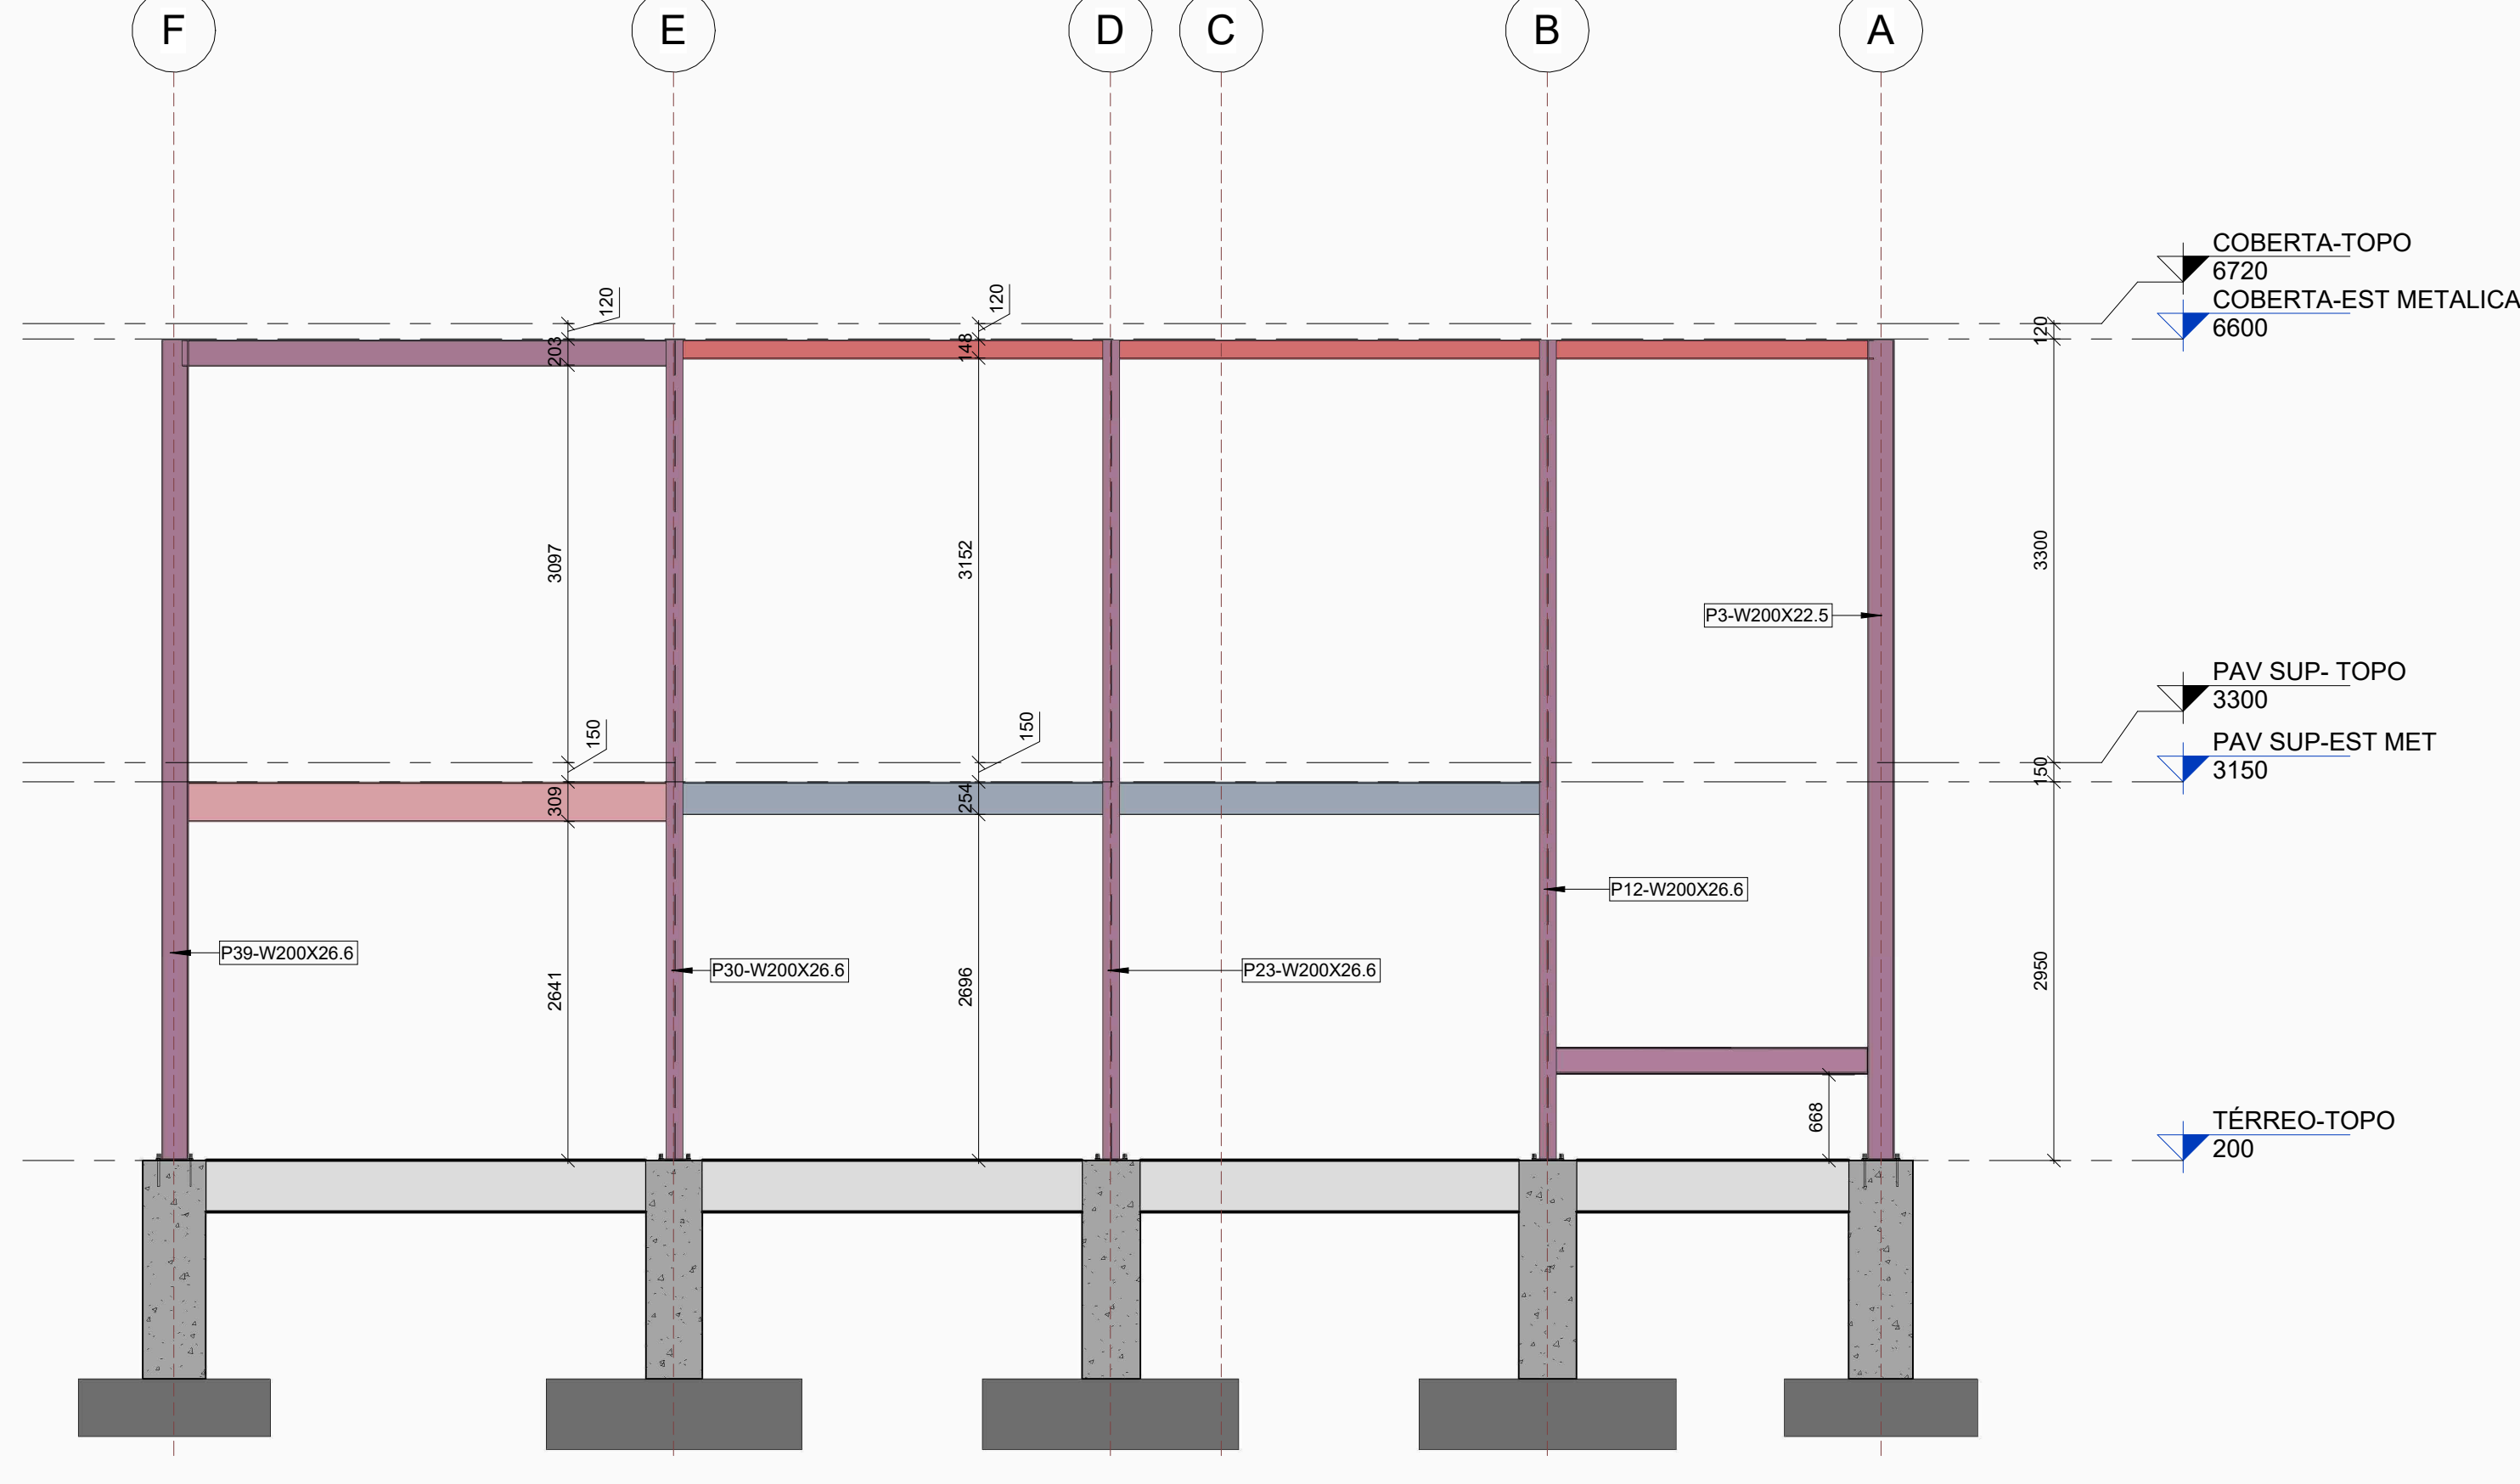 F
E
D
C
B
A
COBERTA-TOPO
6720
COBERTA-EST METALICA
6600
120
120
120
203
148
3097
3152
3300
P3-W200X22.5
PAV SUP- TOPO
3300
PAV SUP-EST MET
3150
150
150
150
309
254
P12-W200X26.6
P39-W200X26.6
P30-W200X26.6
P23-W200X26.6
2641
2696
2950
668
TÉRREO-TOPO
200